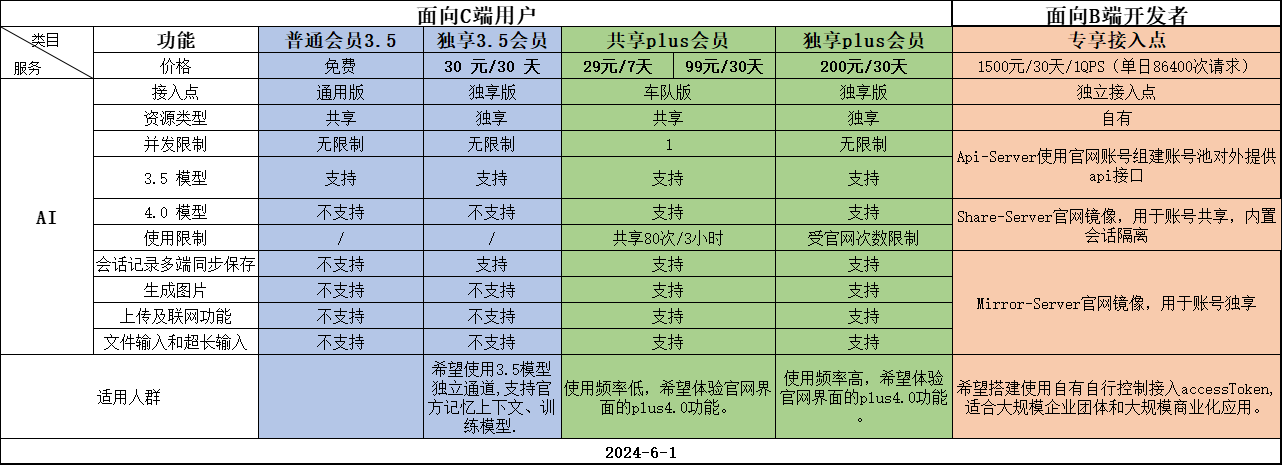 面向C端用户 面向B端开发者
类目 服务 功能 普通会员3.5 独享3.5会员 共享plus会员 独享plus会员 专享接入点
价格 免费 30 元/30 天 29元/7天 99元/30天 200元/30天 1500元/30天/1QPS（单日86400次请求）
AI
接入点 通用版 独享版 车队版 独享版 独立接入点
资源类型 共享 独享 共享 独享 自有
并发限制 无限制 无限制 1 无限制
Api-Server使用官网账号组建账号池对外提供
api接口
3.5 模型 支持 支持 支持 支持
4.0 模型 不支持 不支持 支持 支持
Share-Server官网镜像，用于账号共享，内置
会话隔离
使用限制 / / 共享80次/3小时 受官网次数限制
会话记录多端同步保存 不支持 支持 支持 支持
生成图片 不支持 不支持 支持 支持
Mirror-Server官网镜像，用于账号独享
上传及联网功能 不支持 不支持 支持 支持
文件输入和超长输入 不支持 不支持 支持 支持
适用人群
希望使用3.5模型
独立通道,支持官
方记忆上下文、训
练模型.
使用频率低，希望体验官网界
面的plus4.0功能。
使用频率高，希望体验
官网界面的plus4.0功能
。
希望搭建使用自有自行控制接入accessToken,
适合大规模企业团体和大规模商业化应用。
2024-6-1